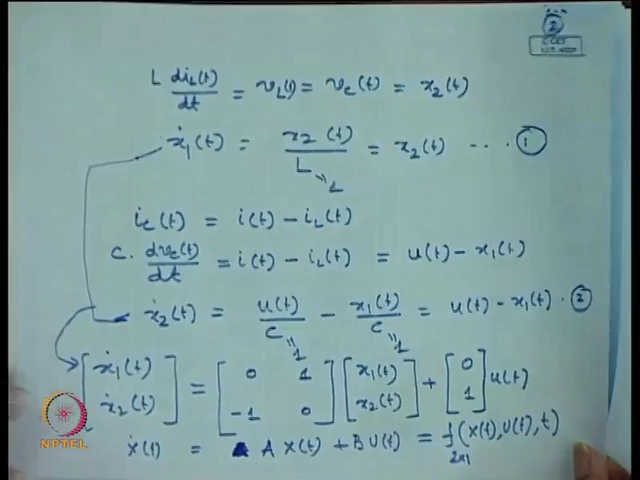 2
L di_L(t)/dt = v_L(t) = v_c(t) = x_2(t)
ẋ_1(t) = x_2(t)/L = x_2(t) ... 1
L = 1
i_c(t) = i(t) - i_L(t)
C. dv_c(t)/dt = i(t) - i_L(t) = u(t) - x_1(t)
ẋ_2(t) = u(t)/C - x_1(t)/C = u(t) - x_1(t) . 2
C = 1 C = 1
[ẋ_1(t) ẋ_2(t)] = [0 1 -1 0] [x_1(t) x_2(t)] + [0 1] u(t)
Ẋ(t) = A X(t) + B U(t) = f(X(t), U(t), t)
2x1
NPTEL